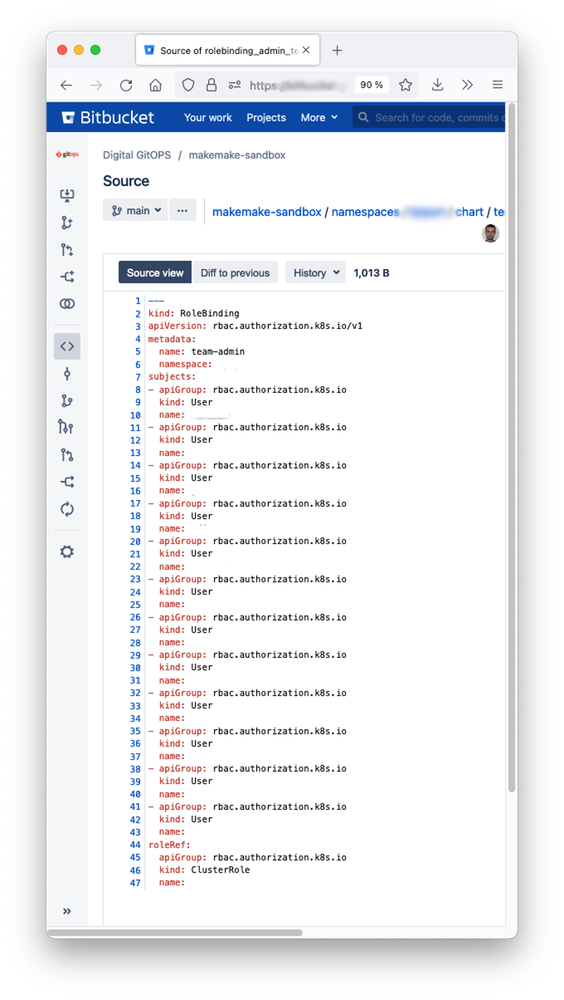 Source of rolebinding_admin_te
https:
90 %
Bitbucket
Your work
Projects
More
Search for code, commits
gitops
Digital GitOPS / makemake-sandbox
Source
main
makemake-sandbox / namespaces / / chart / te
Source view
Diff to previous
History
1,013 B
1 ---
2 kind: RoleBinding
3 apiVersion: rbac.authorization.k8s.io/v1
4 metadata:
5 name: team-admin
6 namespace:
7 subjects:
8 - apiGroup: rbac.authorization.k8s.io
9 kind: User
10 name:
11 - apiGroup: rbac.authorization.k8s.io
12 kind: User
13 name:
14 - apiGroup: rbac.authorization.k8s.io
15 kind: User
16 name:
17 - apiGroup: rbac.authorization.k8s.io
18 kind: User
19 name:
20 - apiGroup: rbac.authorization.k8s.io
21 kind: User
22 name:
23 - apiGroup: rbac.authorization.k8s.io
24 kind: User
25 name:
26 - apiGroup: rbac.authorization.k8s.io
27 kind: User
28 name:
29 - apiGroup: rbac.authorization.k8s.io
30 kind: User
31 name:
32 - apiGroup: rbac.authorization.k8s.io
33 kind: User
34 name:
35 - apiGroup: rbac.authorization.k8s.io
36 kind: User
37 name:
38 - apiGroup: rbac.authorization.k8s.io
39 kind: User
40 name:
41 - apiGroup: rbac.authorization.k8s.io
42 kind: User
43 name:
44 roleRef:
45 apiGroup: rbac.authorization.k8s.io
46 kind: ClusterRole
47 name: